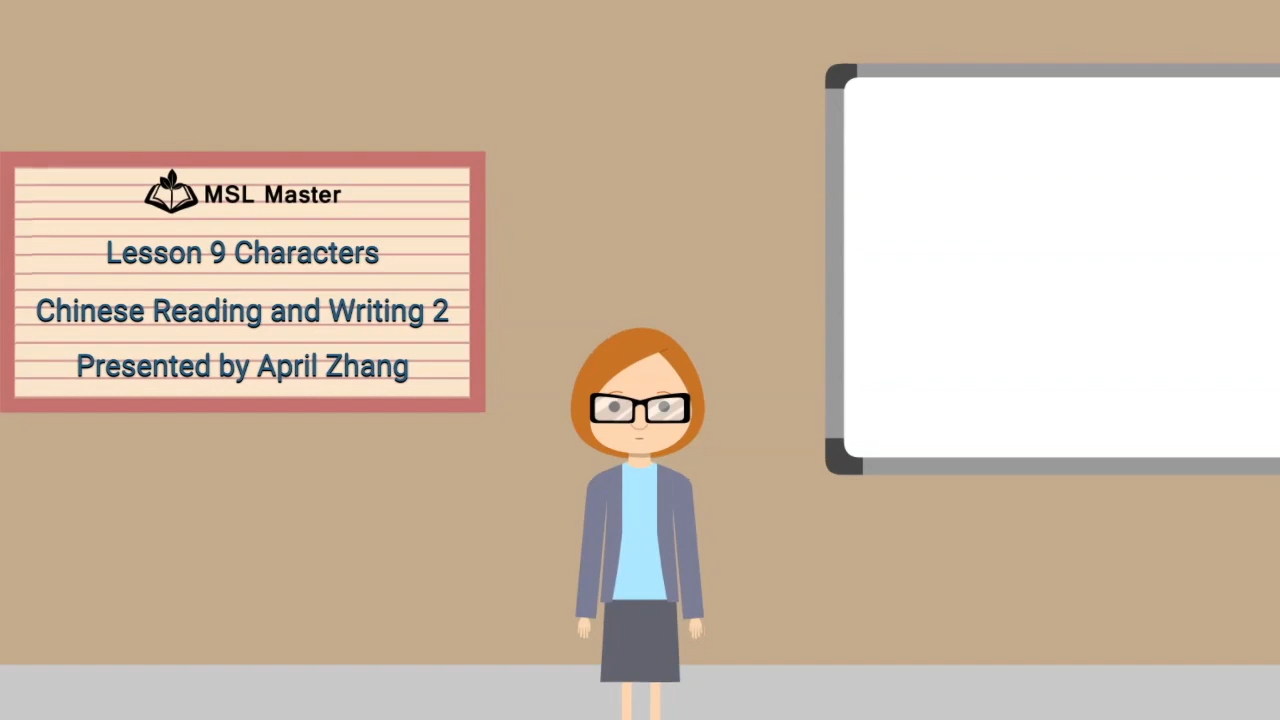 MSL Master
Lesson 9 Characters
Chinese Reading and Writing 2
Presented by April Zhang